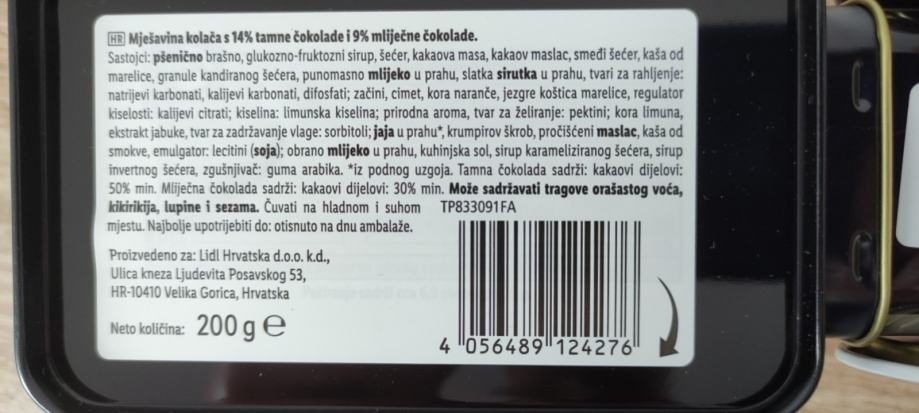 HR Mješavina kolača s 14% tamne čokolade i 9% mliječne čokolade.
Sastojci: pšenično brašno, glukozno-fruktozni sirup, šećer, kakaova masa, kakaov maslac, smeđi šećer, kaša od
marelice, granule kandiranog šećera, punomasno mlijeko u prahu, slatka sirutka u prahu, tvari za rahljenje:
natrijevi karbonati, kalijevi karbonati, difosfati; začini, cimet, kora naranče, jezgre koštica marelice, regulator
kiselosti: kalijevi citrati; kiselina: limunska kiselina; prirodna aroma, tvar za želiranje: pektini; kora limuna,
ekstrakt jabuke, tvar za zadržavanje vlage: sorbitoli; jaja u prahu*, krumpirov škrob, pročišćeni maslac, kaša od
smokve, emulgator: lecitini (soja); obrano mlijeko u prahu, kuhinjska sol, sirup karameliziranog šećera, sirup
invertnog šećera, zgušnjivač: guma arabika. *iz podnog uzgoja. Tamna čokolada sadrži: kakaovi dijelovi:
50% min. Mliječna čokolada sadrži: kakaovi dijelovi: 30% min. Može sadržavati tragove orašastog voća,
kikirikija, lupine i sezama. Čuvati na hladnom i suhom TP833091FA
mjestu. Najbolje upotrijebiti do: otisnuto na dnu ambalaže.
Proizvedeno za: Lidl Hrvatska d.o.o. k.d.,
Ulica kneza Ljudevita Posavskog 53,
HR-10410 Velika Gorica, Hrvatska
Neto količina: 200 g e
4 056489 124276